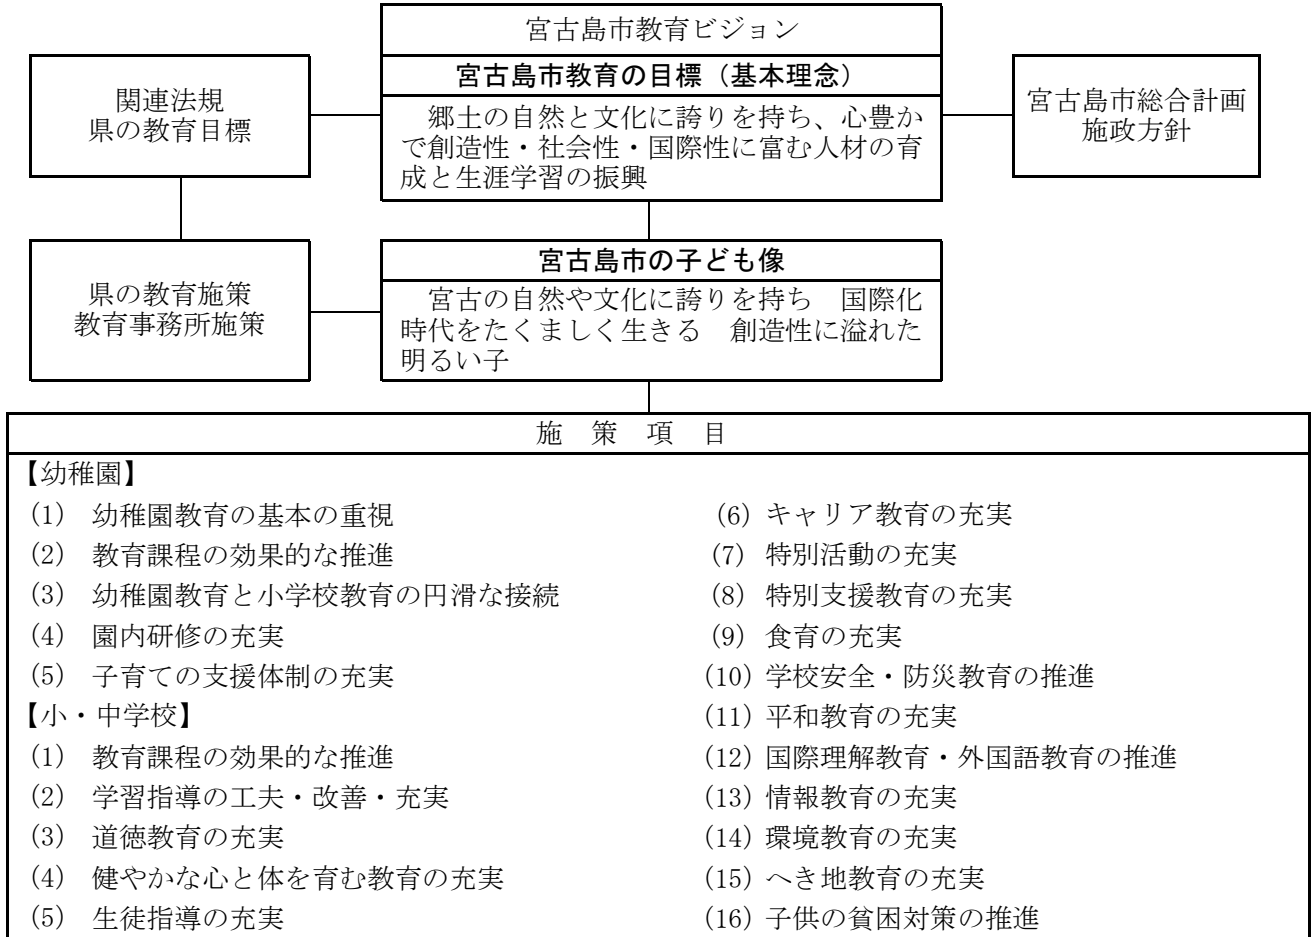 宮古島市教育ビジョン
宮古島市教育の目標（基本理念）
郷土の自然と文化に誇りを持ち、心豊か
で創造性・社会性・国際性に富む人材の育
成と生涯学習の振興
関連法規
県の教育目標
宮古島市総合計画
施政方針
県の教育施策
教育事務所施策
宮古島市の子ども像
宮古の自然や文化に誇りを持ち　国際化
時代をたくましく生きる　創造性に溢れた
明るい子
施　策　項　目
【幼稚園】
(1)　幼稚園教育の基本の重視
(2)　教育課程の効果的な推進
(3)　幼稚園教育と小学校教育の円滑な接続
(4)　園内研修の充実
(5)　子育ての支援体制の充実
【小・中学校】
(1)　教育課程の効果的な推進
(2)　学習指導の工夫・改善・充実
(3)　道徳教育の充実
(4)　健やかな心と体を育む教育の充実
(5)　生徒指導の充実
(6) キャリア教育の充実
(7) 特別活動の充実
(8) 特別支援教育の充実
(9) 食育の充実
(10) 学校安全・防災教育の推進
(11) 平和教育の充実
(12) 国際理解教育・外国語教育の推進
(13) 情報教育の充実
(14) 環境教育の充実
(15) へき地教育の充実
(16) 子供の貧困対策の推進